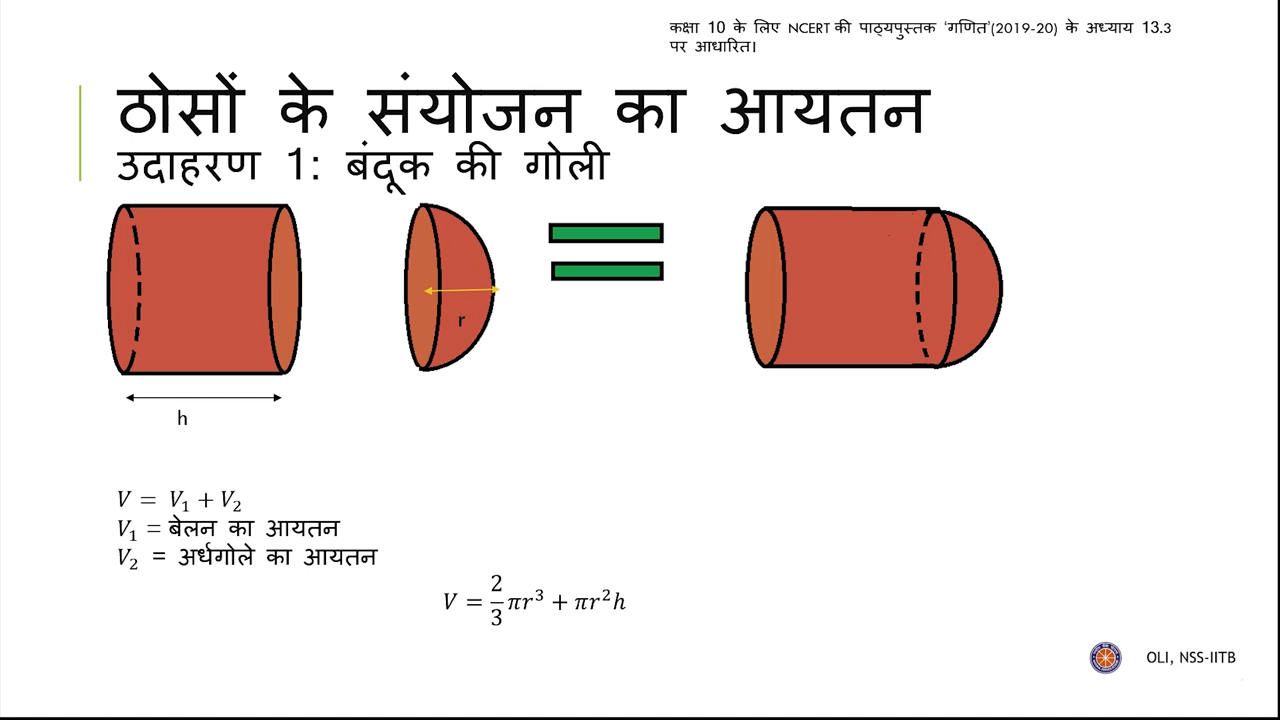 कक्षा 10 के लिए NCERT की पाठ्यपुस्तक ‘गणित’(2019-20) के अध्याय 13.3
पर आधारित।
ठोसों के संयोजन का आयतन
उदाहरण 1: बंदूक की गोली
r
h
V = V₁ + V₂
V₁ = बेलन का आयतन
V₂ = अर्धगोले का आयतन
V = 2/3 πr³ + πr²h
OLI, NSS-IITB